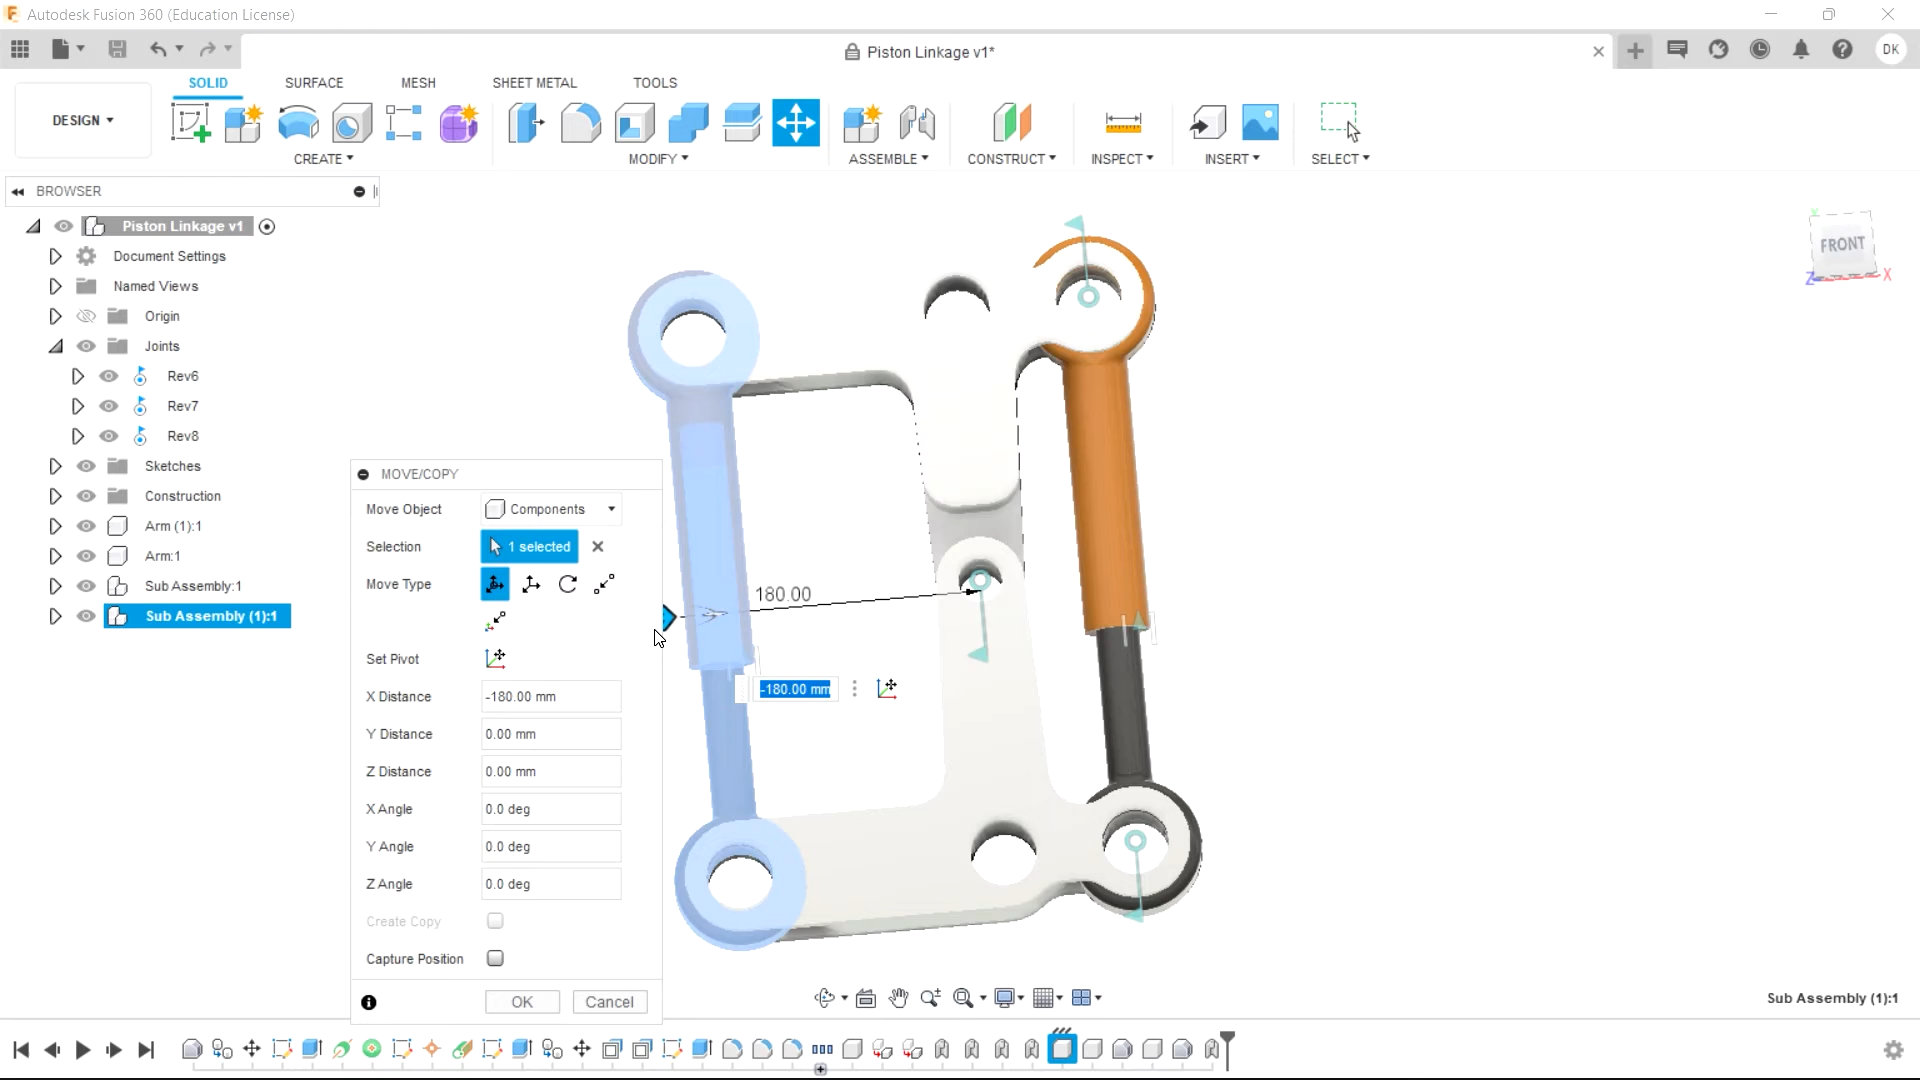 Autodesk Fusion 360 (Education License)
Piston Linkage v1*
DK
SOLID SURFACE MESH SHEET METAL TOOLS
DESIGN
CREATE MODIFY ASSEMBLE CONSTRUCT INSPECT INSERT SELECT
BROWSER
Piston Linkage v1
Document Settings
Named Views
Origin
Joints
Rev6
Rev7
Rev8
Sketches
Construction
Arm (1):1
Arm:1
Sub Assembly:1
Sub Assembly (1):1
MOVE/COPY
Move Object Components
Selection 1 selected
Move Type
Set Pivot
X Distance -180.00 mm
Y Distance 0.00 mm
Z Distance 0.00 mm
X Angle 0.0 deg
Y Angle 0.0 deg
Z Angle 0.0 deg
Create Copy
Capture Position
OK Cancel
180.00
-180.00 mm
Y
FRONT
Z X
Sub Assembly (1):1